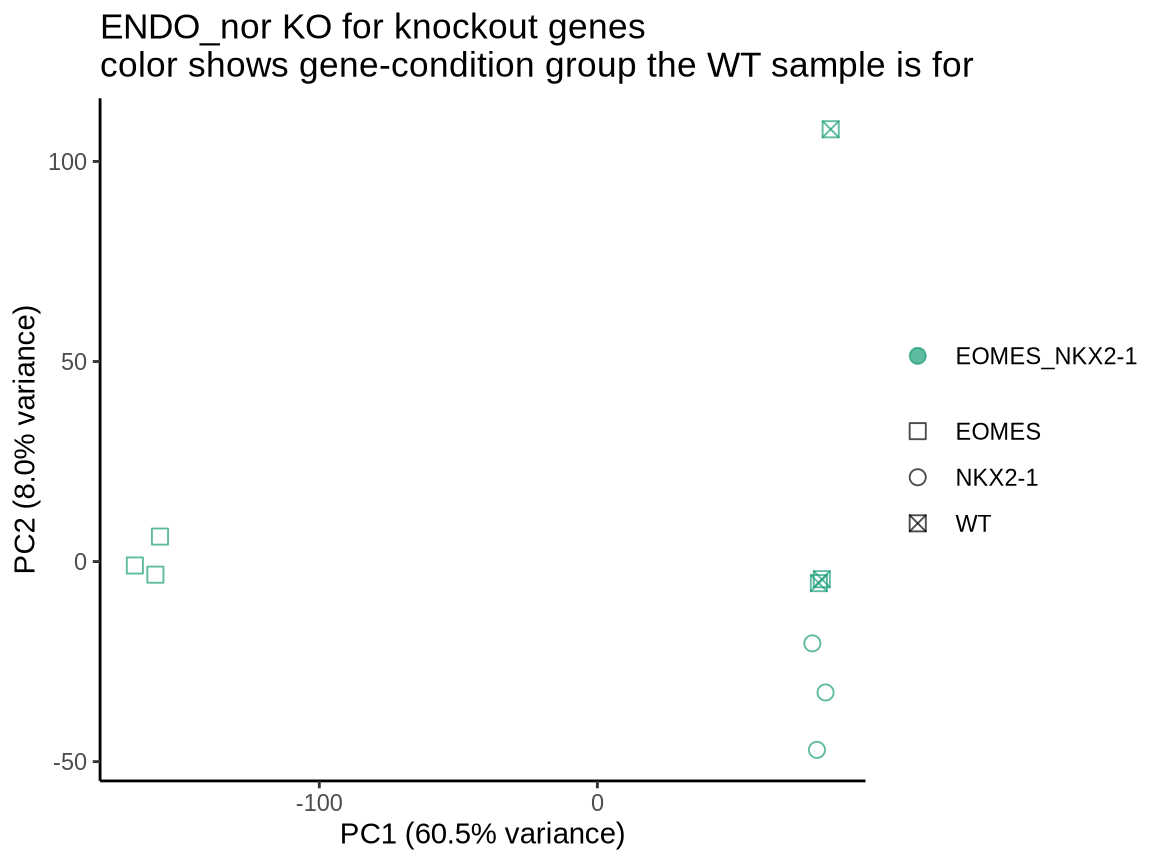 ENDO_nor KO for knockout genes
color shows gene-condition group the WT sample is for
PC2 (8.0% variance)
100
50
0
-50
-100
0
PC1 (60.5% variance)
EOMES_NKX2-1
EOMES
NKX2-1
WT